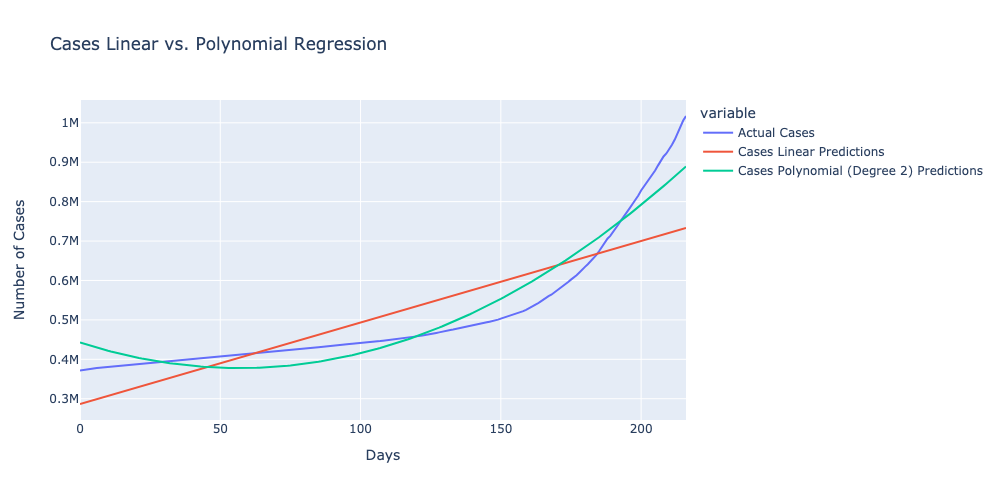 Cases Linear vs. Polynomial Regression
variable
Actual Cases
Cases Linear Predictions
Cases Polynomial (Degree 2) Predictions
Number of Cases
1M
0.9M
0.8M
0.7M
0.6M
0.5M
0.4M
0.3M
0 50 100 150 200
Days